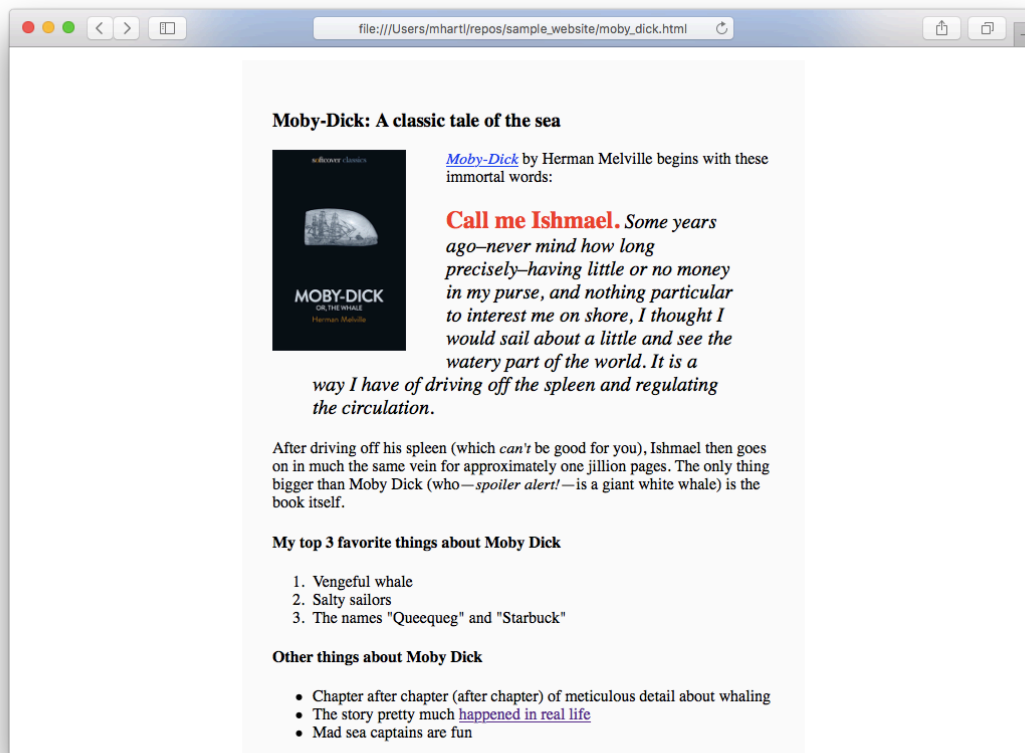 file:///Users/mhartl/repos/sample_website/moby_dick.html
Moby-Dick: A classic tale of the sea
softcover classics
MOBY-DICK
OR, THE WHALE
Herman Melville
Moby-Dick by Herman Melville begins with these
immortal words:
Call me Ishmael. Some years
ago–never mind how long
precisely–having little or no money
in my purse, and nothing particular
to interest me on shore, I thought I
would sail about a little and see the
watery part of the world. It is a
way I have of driving off the spleen and regulating
the circulation.
After driving off his spleen (which can't be good for you), Ishmael then goes
on in much the same vein for approximately one jillion pages. The only thing
bigger than Moby Dick (who—spoiler alert!—is a giant white whale) is the
book itself.
My top 3 favorite things about Moby Dick
1. Vengeful whale
2. Salty sailors
3. The names "Queequeg" and "Starbuck"
Other things about Moby Dick
• Chapter after chapter (after chapter) of meticulous detail about whaling
• The story pretty much happened in real life
• Mad sea captains are fun